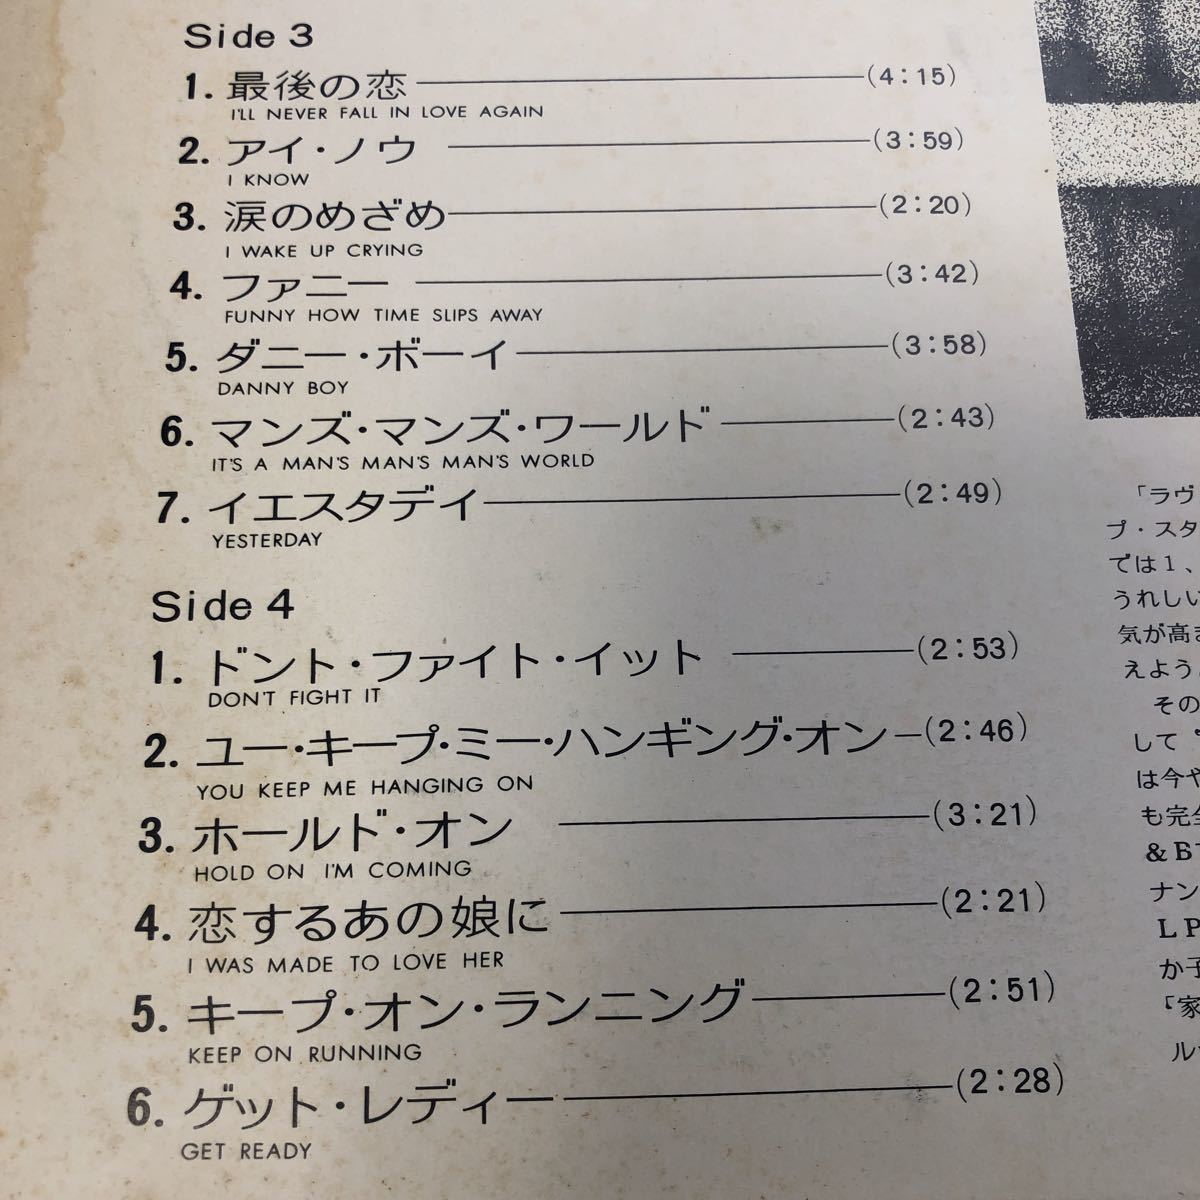 Side 3
1. 最後の恋 (4:15)
I'LL NEVER FALL IN LOVE AGAIN
2. アイ・ノウ (3:59)
I KNOW
3. 涙のめざめ (2:20)
I WAKE UP CRYING
4. ファニー (3:42)
FUNNY HOW TIME SLIPS AWAY
5. ダニー・ボーイ (3:58)
DANNY BOY
6. マンズ・マンズ・ワールド (2:43)
IT'S A MAN'S MAN'S MAN'S WORLD
7. イエスタデイ (2:49)
YESTERDAY
Side 4
1. ドント・ファイト・イット (2:53)
DON'T FIGHT IT
2. ユー・キープ・ミー・ハンギング・オン (2:46)
YOU KEEP ME HANGING ON
3. ホールド・オン (3:21)
HOLD ON I'M COMING
4. 恋するあの娘に (2:21)
I WAS MADE TO LOVE HER
5. キープ・オン・ランニング (2:51)
KEEP ON RUNNING
6. ゲット・レディー (2:28)
GET READY
「ラヴ
プ・スタ
では1、
うれしい
気が高ま
えよう
その
して
は今や
も完全
&B
ナン
LP
か子
「家
ル